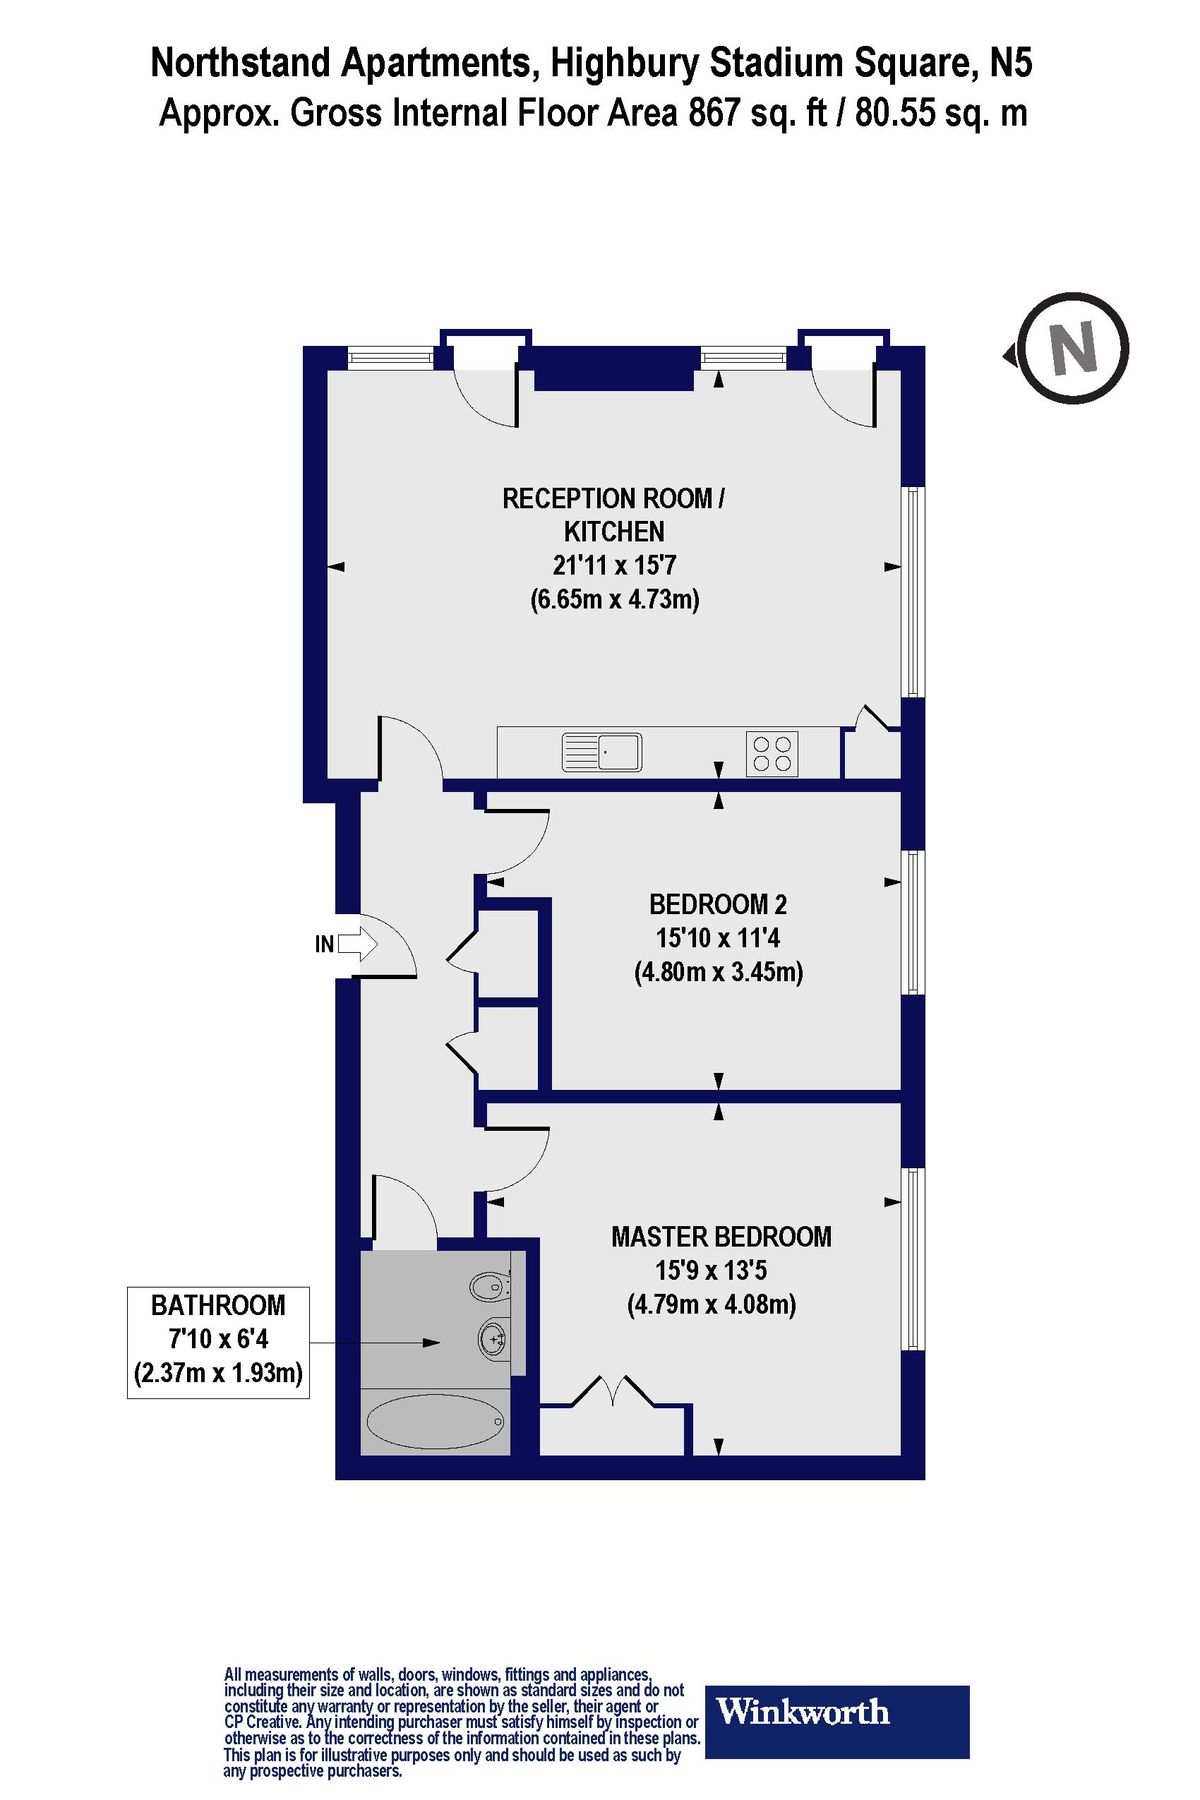 Northstand Apartments, Highbury Stadium Square, N5
Approx. Gross Internal Floor Area 867 sq. ft / 80.55 sq. m
N
RECEPTION ROOM /
KITCHEN
21'11 x 15'7
(6.65m x 4.73m)
IN
BEDROOM 2
15'10 x 11'4
(4.80m x 3.45m)
MASTER BEDROOM
15'9 x 13'5
(4.79m x 4.08m)
BATHROOM
7'10 x 6'4
(2.37m x 1.93m)
All measurements of walls, doors, windows, fittings and appliances,
including their size and location, are shown as standard sizes and do not
constitute any warranty or representation by the seller, their agent or
CP Creative. Any intending purchaser must satisfy himself by inspection or
otherwise as to the correctness of the information contained in these plans.
This plan is for illustrative purposes only and should be used as such by
any prospective purchasers.
Winkworth